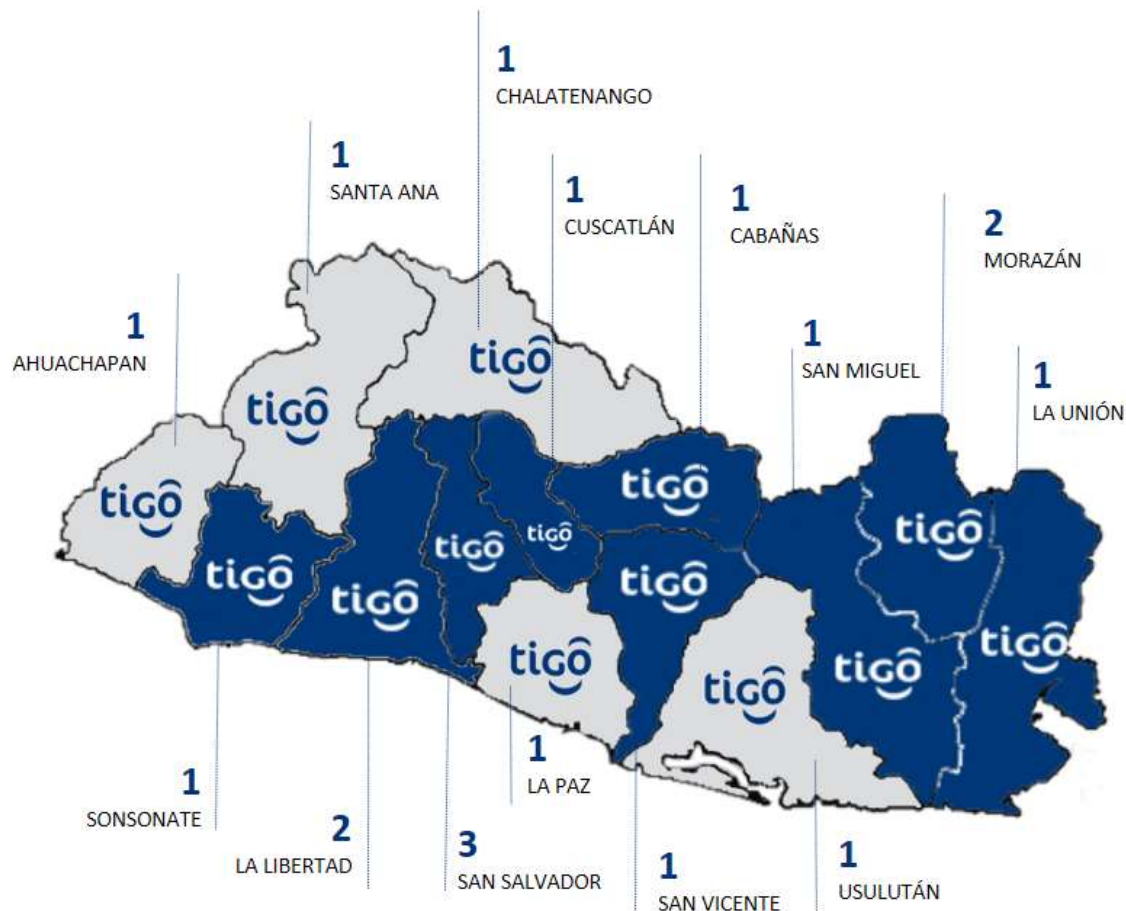 1
CHALATENANGO
1
SANTA ANA
1
CUSCATLÁN
1
CABAÑAS
2
MORAZÁN
1
AHUACHAPAN
1
SAN MIGUEL
1
LA UNIÓN
tigo
tigo
tigo
tigo
tigo
tigo
tigo
tigo
tigo
tigo
tigo
tigo
tigo
tigo
1
SONSONATE
2
LA LIBERTAD
3
SAN SALVADOR
1
LA PAZ
1
SAN VICENTE
1
USULUTÁN